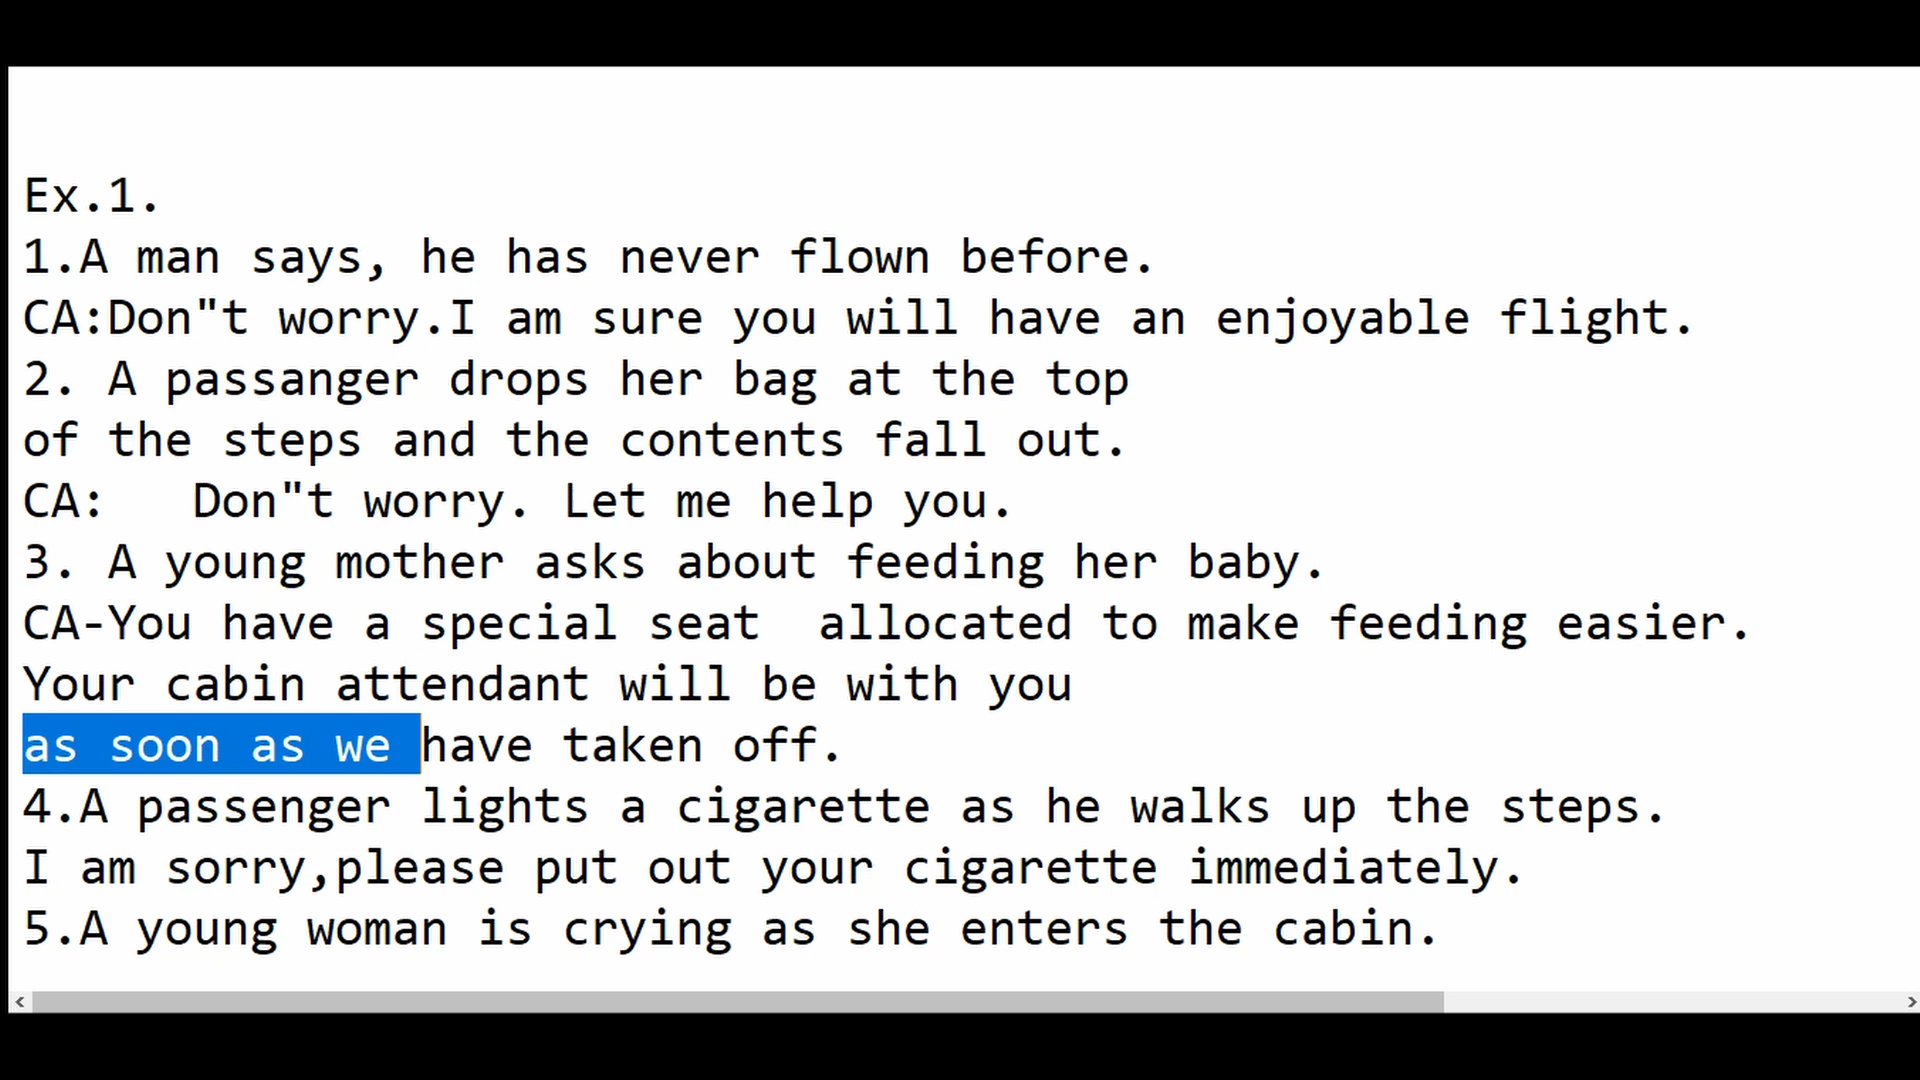 Ex.1.
1.A man says, he has never flown before.
CA:Don"t worry.I am sure you will have an enjoyable flight.
2. A passanger drops her bag at the top
of the steps and the contents fall out.
CA:   Don"t worry. Let me help you.
3. A young mother asks about feeding her baby.
CA-You have a special seat  allocated to make feeding easier.
Your cabin attendant will be with you
as soon as we have taken off.
4.A passenger lights a cigarette as he walks up the steps.
I am sorry,please put out your cigarette immediately.
5.A young woman is crying as she enters the cabin.